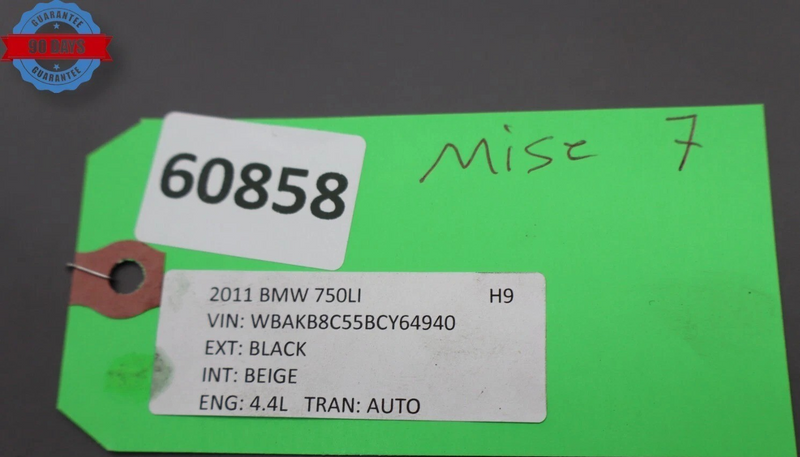 GUARANTEE
90 DAYS
GUARANTEE
Misc 7
60858
2011 BMW 750LI H9
VIN: WBAKB8C55BCY64940
EXT: BLACK
INT: BEIGE
ENG: 4.4L TRAN: AUTO